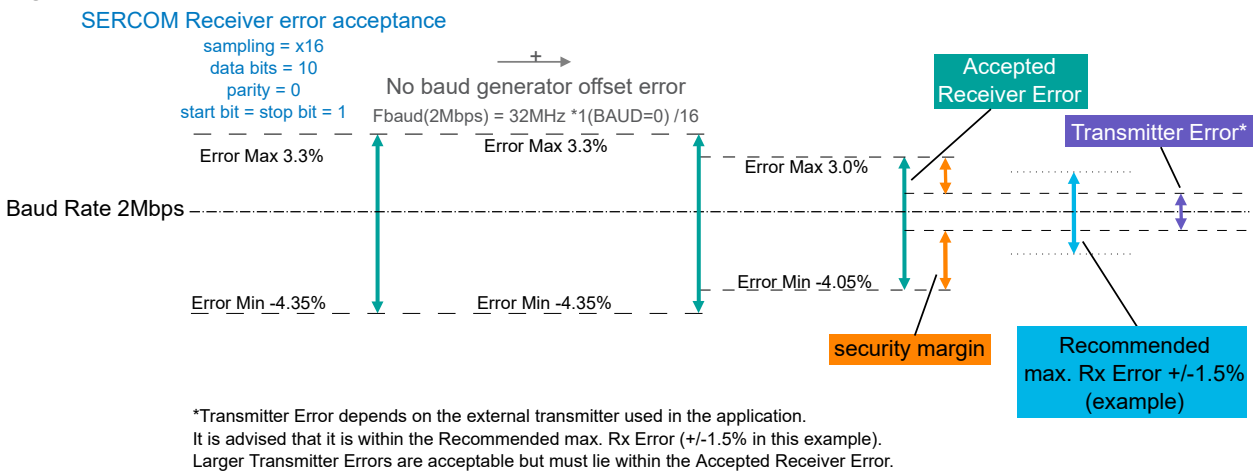 SERCOM Receiver error acceptance
sampling = x16
data bits = 10
parity = 0
start bit = stop bit = 1
+
No baud generator offset error
Fbaud(2Mbps) = 32MHz *1(BAUD=0) /16
Accepted
Receiver Error
Transmitter Error*
Error Max 3.3%
Error Max 3.3%
Error Max 3.0%
Baud Rate 2Mbps
Error Min -4.35%
Error Min -4.35%
Error Min -4.05%
security margin
Recommended
max. Rx Error +/-1.5%
(example)
*Transmitter Error depends on the external transmitter used in the application.
It is advised that it is within the Recommended max. Rx Error (+/-1.5% in this example).
Larger Transmitter Errors are acceptable but must lie within the Accepted Receiver Error.